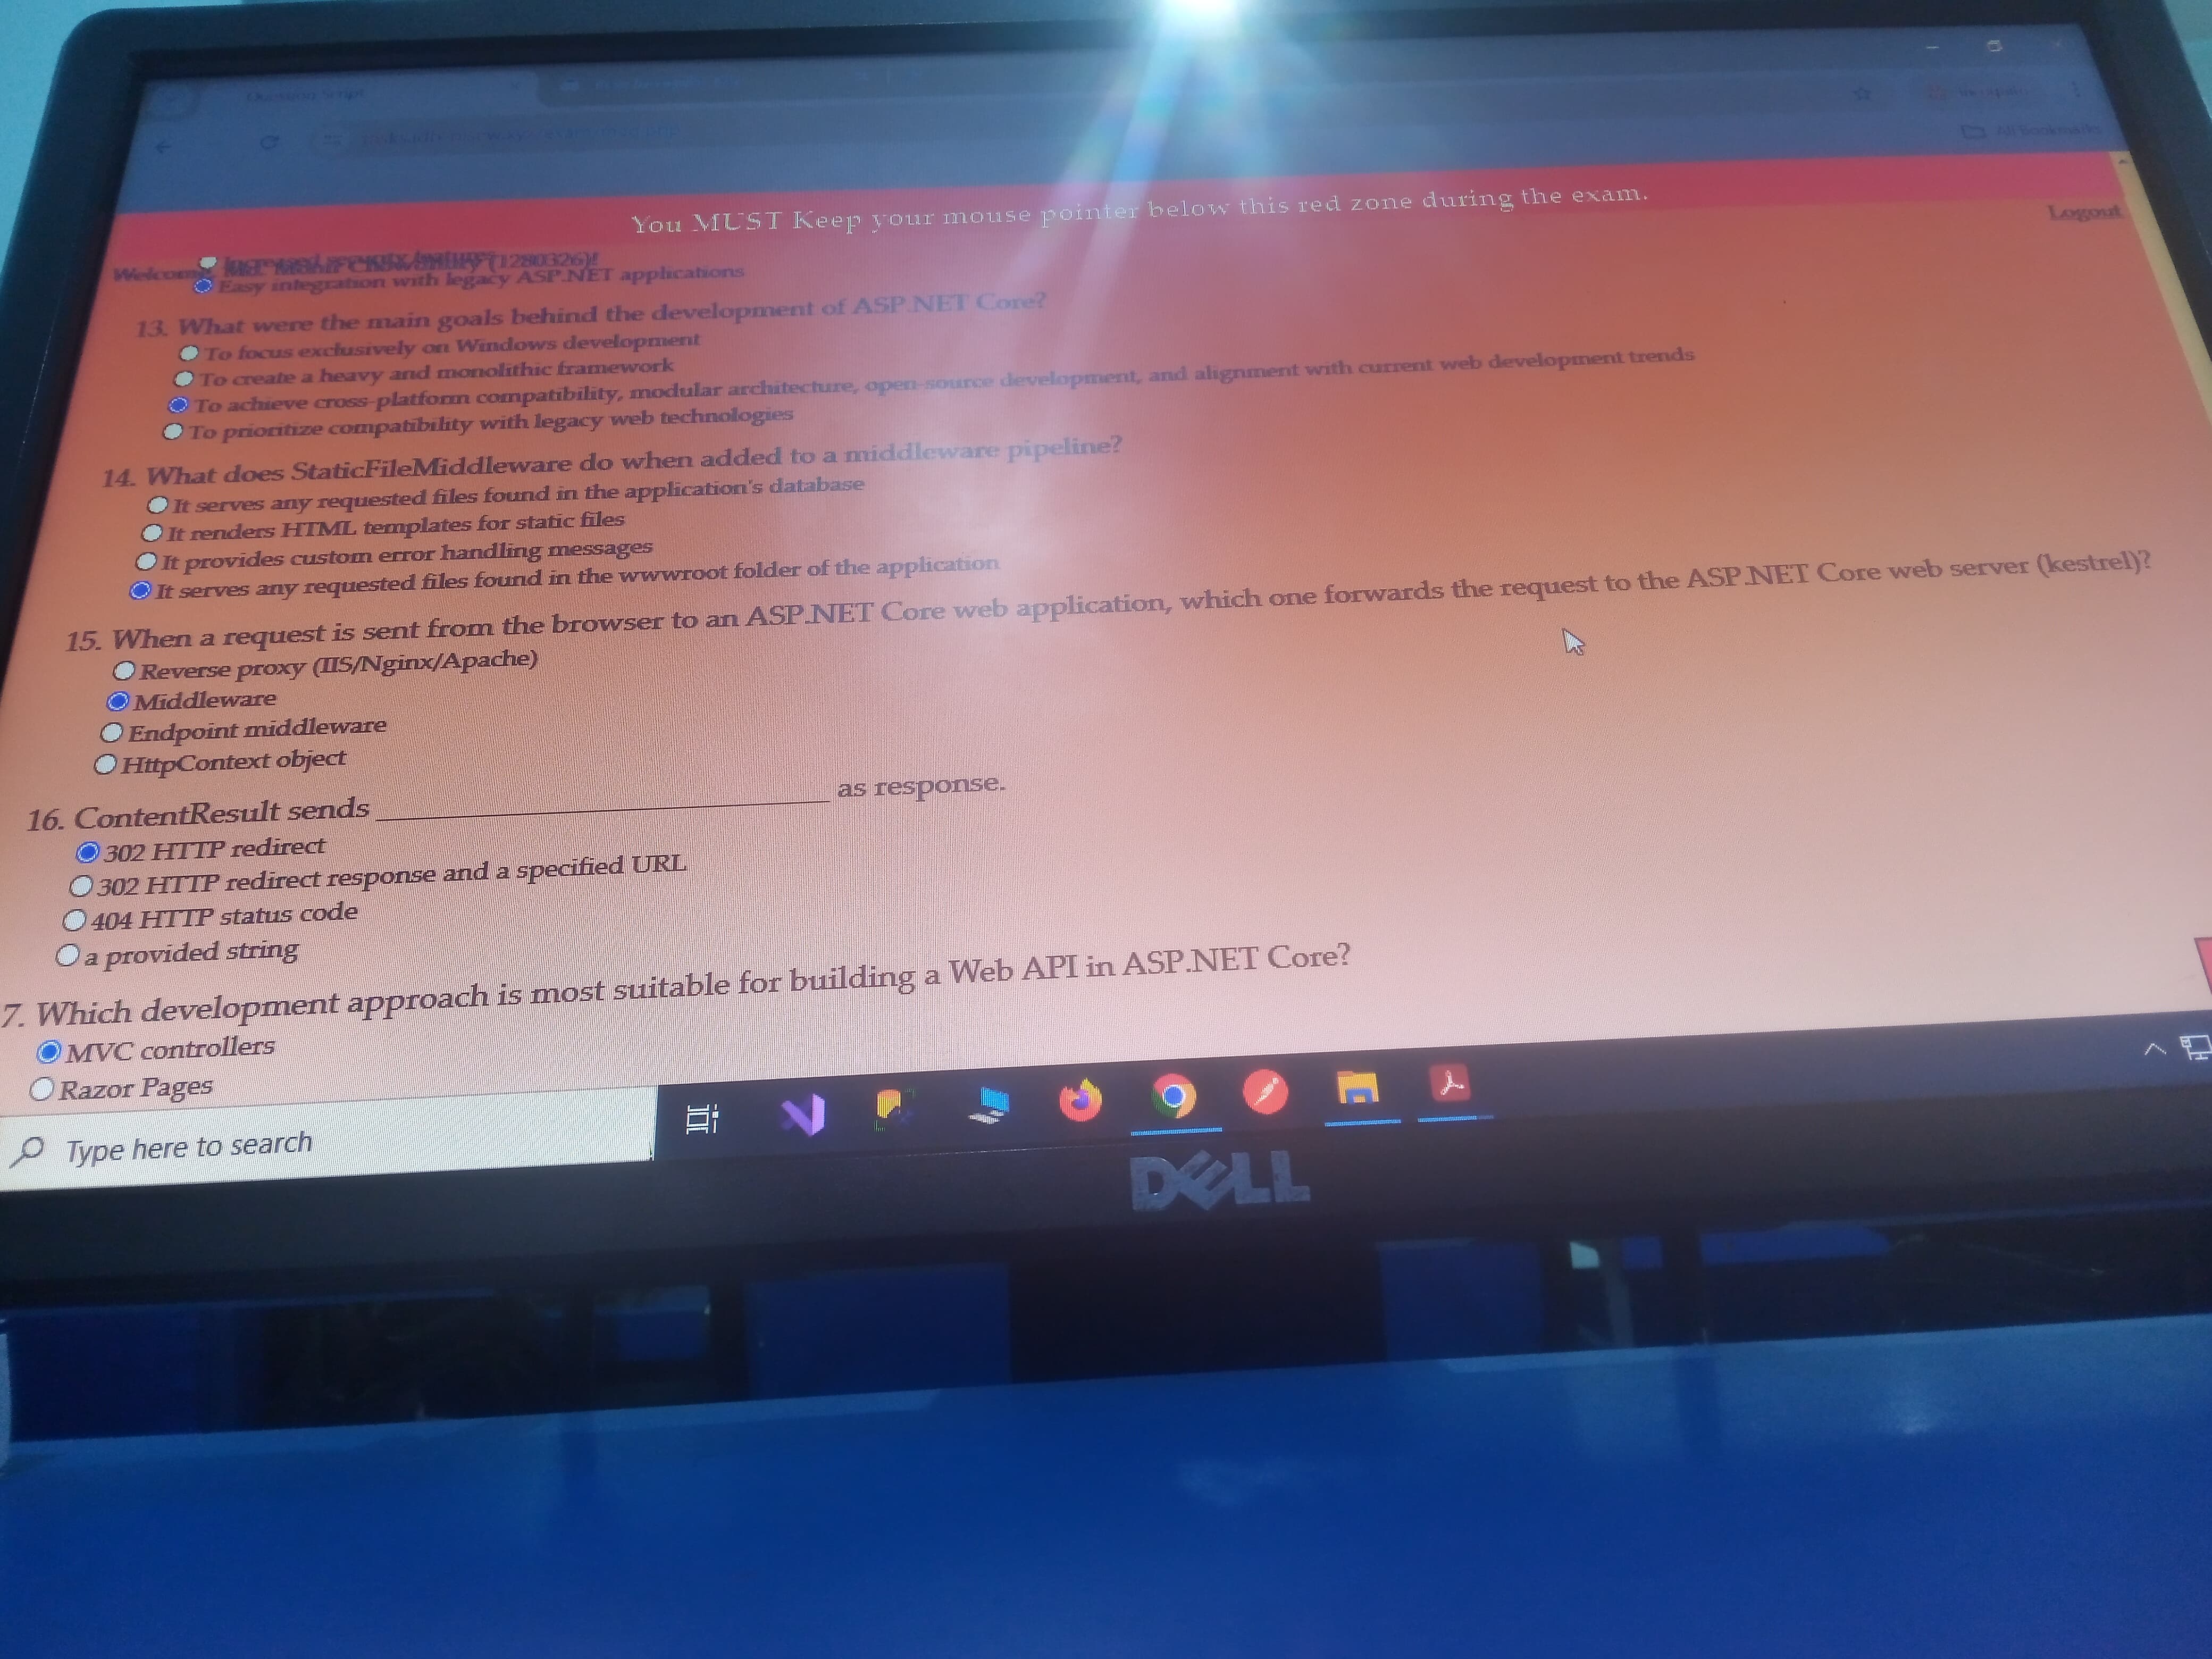 All Bookmarks
You MUST Keep your mouse pointer below this red zone during the exam.
Logout
Welcome, Md. (1280326)!
Increased security features
Easy integration with legacy ASP.NET applications
13. What were the main goals behind the development of ASP.NET Core?
To focus exclusively on Windows development
To create a heavy and monolithic framework
To achieve cross-platform compatibility, modular architecture, open-source development, and alignment with current web development trends
To prioritize compatibility with legacy web technologies
14. What does StaticFileMiddleware do when added to a middleware pipeline?
It serves any requested files found in the application's database
It renders HTML templates for static files
It provides custom error handling messages
It serves any requested files found in the wwwroot folder of the application
15. When a request is sent from the browser to an ASP.NET Core web application, which one forwards the request to the ASP.NET Core web server (kestrel)?
Reverse proxy (IIS/Nginx/Apache)
Middleware
Endpoint middleware
HttpContext object
16. ContentResult sends ______________________________ as response.
302 HTTP redirect
302 HTTP redirect response and a specified URL
404 HTTP status code
a provided string
7. Which development approach is most suitable for building a Web API in ASP.NET Core?
MVC controllers
Razor Pages
Type here to search
DELL